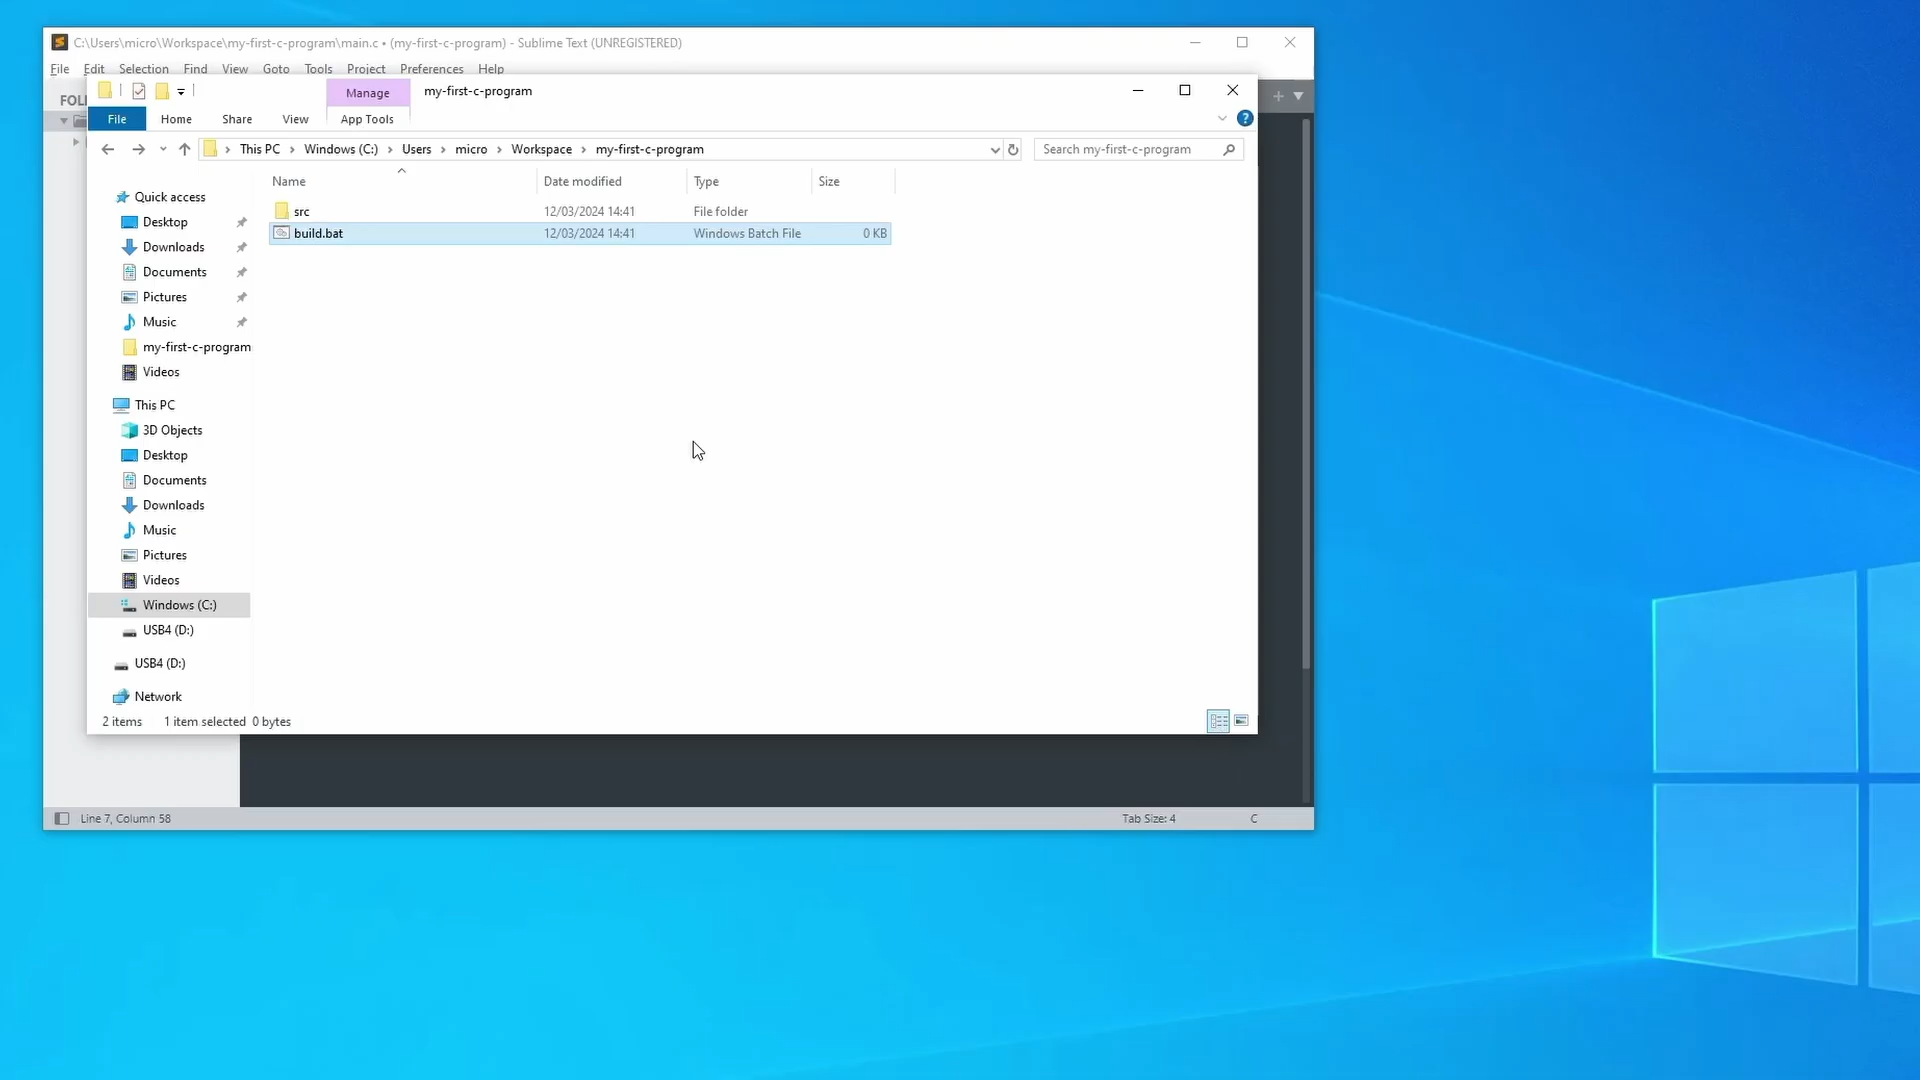 C:\Users\micro\Workspace\my-first-c-program\main.c • (my-first-c-program) - Sublime Text (UNREGISTERED)
File Edit Selection Find View Goto Tools Project Preferences Help
Manage my-first-c-program
File Home Share View App Tools
This PC › Windows (C:) › Users › micro › Workspace › my-first-c-program
Search my-first-c-program
Name Date modified Type Size
src 12/03/2024 14:41 File folder
build.bat 12/03/2024 14:41 Windows Batch File 0 KB
Quick access
Desktop
Downloads
Documents
Pictures
Music
my-first-c-program
Videos
This PC
3D Objects
Desktop
Documents
Downloads
Music
Pictures
Videos
Windows (C:)
USB4 (D:)
USB4 (D:)
Network
2 items 1 item selected 0 bytes
Line 7, Column 58 Tab Size: 4 C